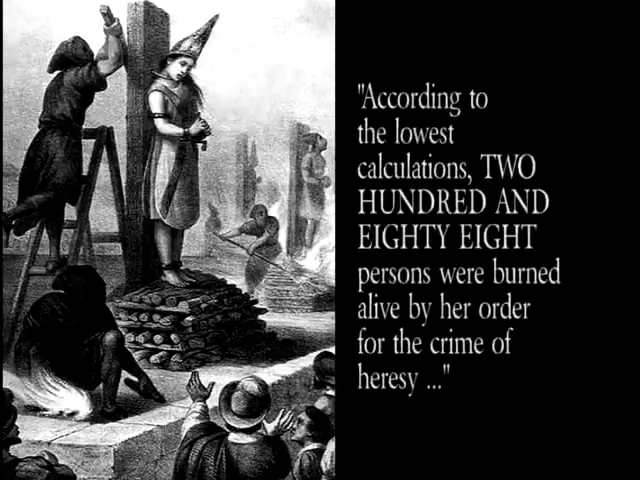 "According to
the lowest
calculations, TWO
HUNDRED AND
EIGHTY EIGHT
persons were burned
alive by her order
for the crime of
heresy ..."